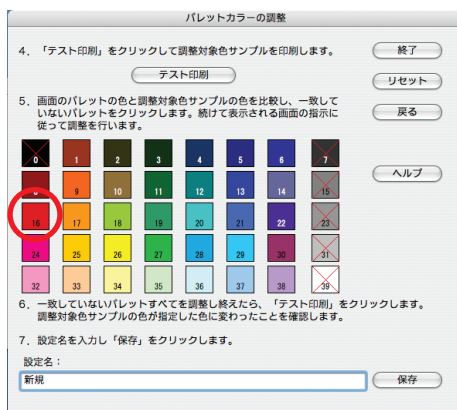 パレットカラーの調整
4. 「テスト印刷」をクリックして調整対象色サンプルを印刷します。
終了
テスト印刷
リセット
5. 画面のパレットの色と調整対象色サンプルの色を比較し、一致して
いないパレットをクリックします。続けて表示される画面の指示に
従って調整を行います。
戻る
0 1 2 3 4 5 6 7
ヘルプ
8 9 10 11 12 13 14 15
16 17 18 19 20 21 22 23
24 25 26 27 28 29 30 31
32 33 34 35 36 37 38 39
6. 一致していないパレットすべてを調整し終えたら、「テスト印刷」をクリックします。
調整対象色サンプルの色が指定した色に変わったことを確認します。
7. 設定名を入力し「保存」をクリックします。
設定名：
新規
保存